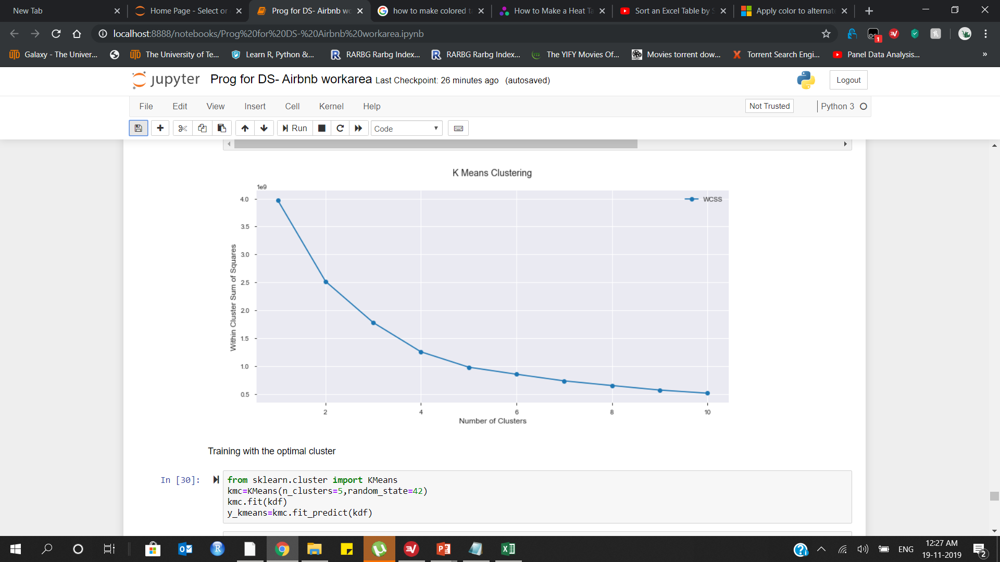 New Tab
Home Page - Select or
Prog for DS- Airbnb wo
how to make colored t
How to Make a Heat Ta
Sort an Excel Table by S
Apply color to alternate
localhost:8888/notebooks/Prog%20for%20DS-%20Airbnb%20workarea.ipynb
1
Galaxy - The Univer...
The University of Te...
Learn R, Python &...
RARBG Rarbg Index...
RARBG Rarbg Index...
The YIFY Movies Of...
Movies torrent dow...
Torrent Search Engi...
Panel Data Analysis...
»
jupyter
Prog for DS- Airbnb workarea Last Checkpoint: 26 minutes ago (autosaved)
Logout
File Edit View Insert Cell Kernel Help
Not Trusted
Python 3
Run
Code
K Means Clustering
1e9
4.0
3.5
3.0
2.5
2.0
1.5
1.0
0.5
Within Cluster Sum of Squares
WCSS
2 4 6 8 10
Number of Clusters
Training with the optimal cluster
In [30]:
from sklearn.cluster import KMeans
kmc=KMeans(n_clusters=5,random_state=42)
kmc.fit(kdf)
y_kmeans=kmc.fit_predict(kdf)
ENG
12:27 AM
19-11-2019
2